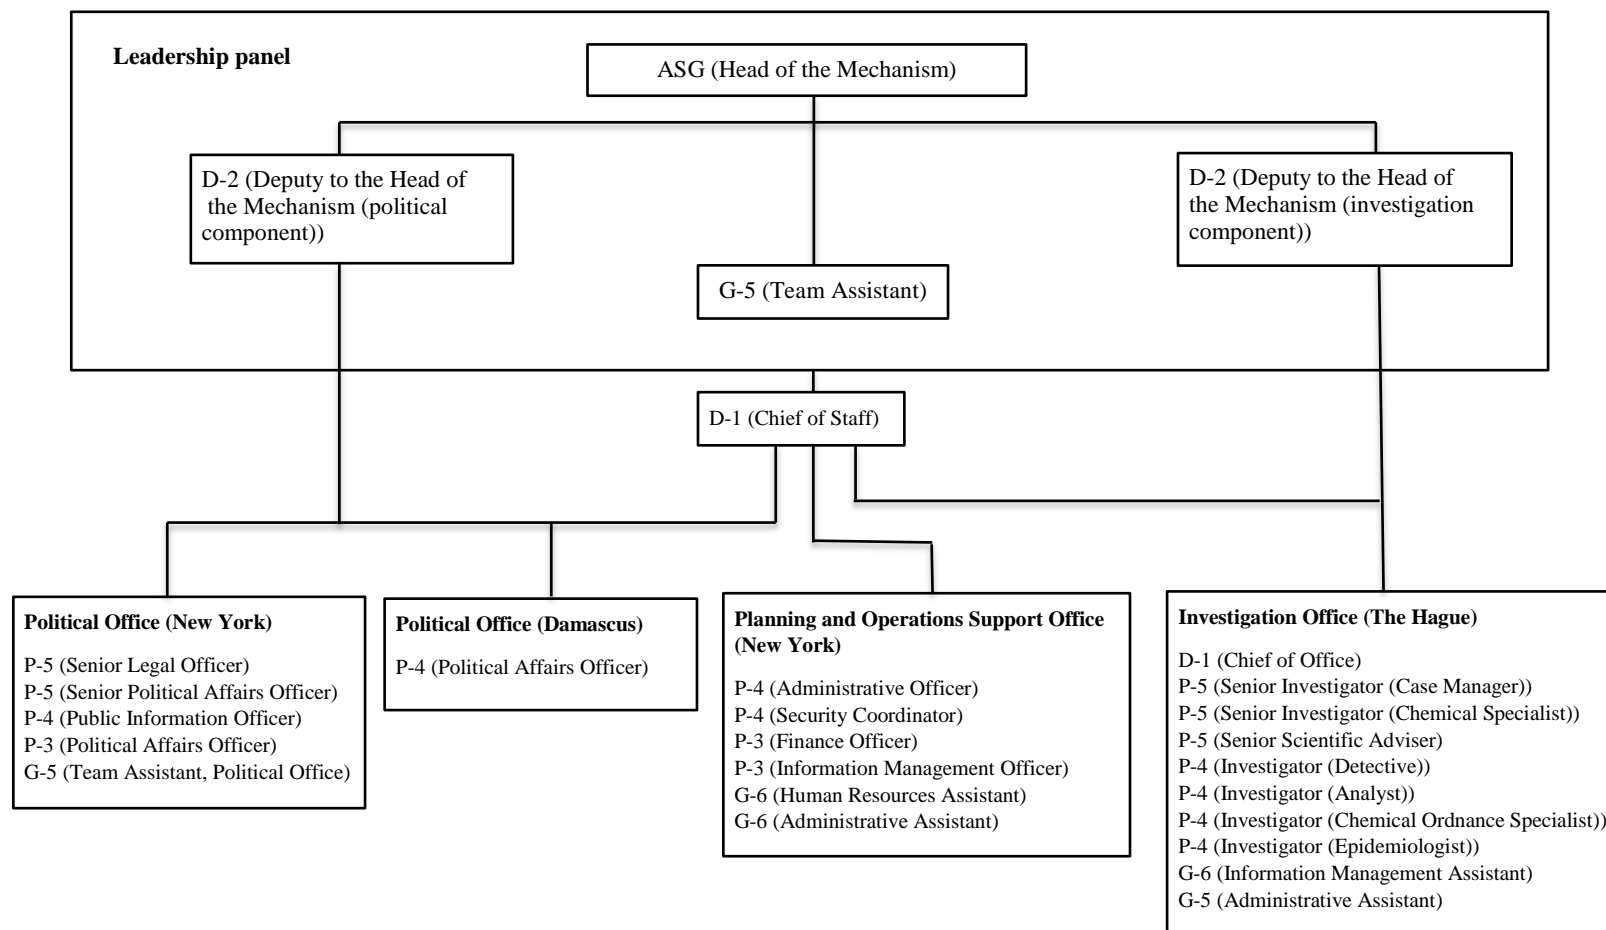 Leadership panel
ASG (Head of the Mechanism)
D-2 (Deputy to the Head of
the Mechanism (political
component))
D-2 (Deputy to the Head of
the Mechanism (investigation
component))
G-5 (Team Assistant)
D-1 (Chief of Staff)
Political Office (New York)
P-5 (Senior Legal Officer)
P-5 (Senior Political Affairs Officer)
P-4 (Public Information Officer)
P-3 (Political Affairs Officer)
G-5 (Team Assistant, Political Office)
Political Office (Damascus)
P-4 (Political Affairs Officer)
Planning and Operations Support Office
(New York)
P-4 (Administrative Officer)
P-4 (Security Coordinator)
P-3 (Finance Officer)
P-3 (Information Management Officer)
G-6 (Human Resources Assistant)
G-6 (Administrative Assistant)
Investigation Office (The Hague)
D-1 (Chief of Office)
P-5 (Senior Investigator (Case Manager))
P-5 (Senior Investigator (Chemical Specialist))
P-5 (Senior Scientific Adviser)
P-4 (Investigator (Detective))
P-4 (Investigator (Analyst))
P-4 (Investigator (Chemical Ordnance Specialist))
P-4 (Investigator (Epidemiologist))
G-6 (Information Management Assistant)
G-5 (Administrative Assistant)